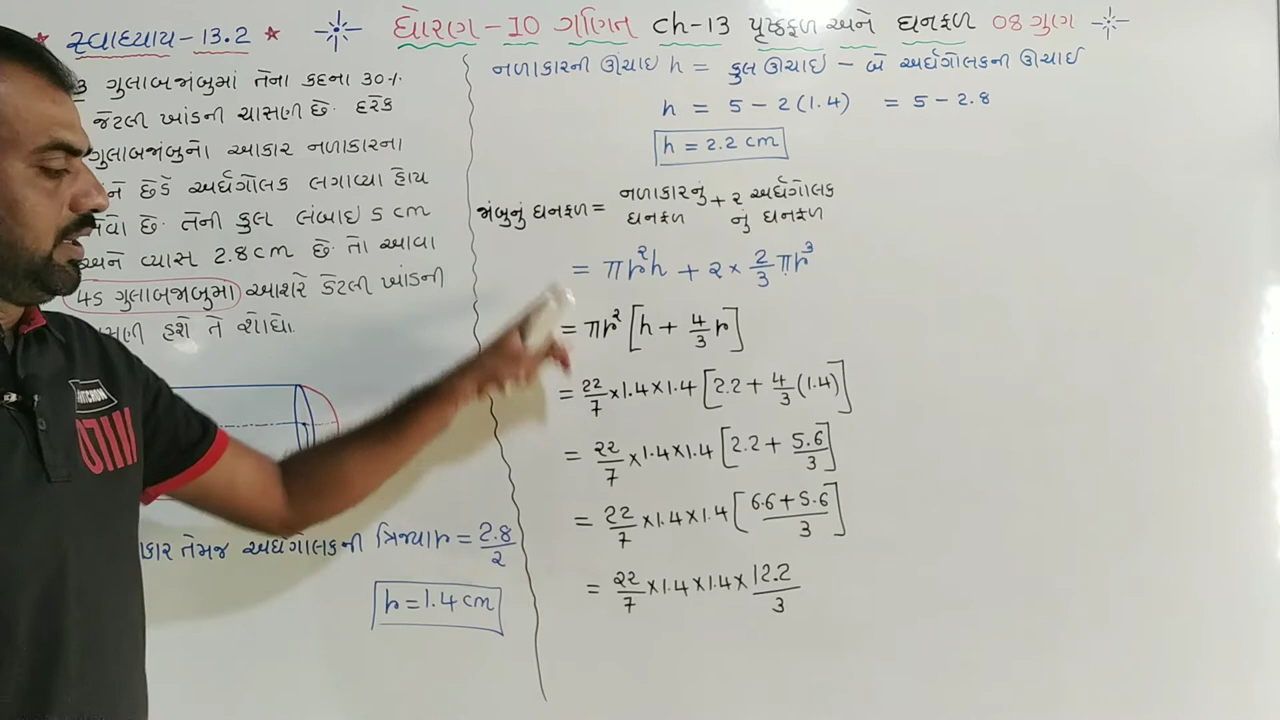 ★ સ્વાધ્યાય-13.2 ★
ધોરણ-10 ગણિત ch-13 પૃષ્ઠફળ અને ઘનફળ 08 ગુણ
3 ગુલાબજાંબુમાં તેના કદના 30%
જેટલી ખાંડની ચાસણી છે. દરેક
ગુલાબજાંબુનો આકાર નળાકારના
છેડે અર્ધગોલક લગાવ્યા હોય
છે. તેની કુલ લંબાઇ 5 cm
અને વ્યાસ 2.8 cm છે. તો આવા
45 ગુલાબજાંબુમાં આશરે કેટલી ખાંડની
હશે તે શોધો.
તેમજ અર્ધગોલકની ત્રિજ્યા r = 2.8/2
r = 1.4 cm
નળાકારની ઊંચાઇ h = કુલ ઊંચાઇ - બે અર્ધગોલકની ઊંચાઇ
h = 5 - 2(1.4) = 5 - 2.8
h = 2.2 cm
જાંબુનું ઘનફળ = નળાકારનું ઘનફળ + 2 અર્ધગોલક નું ઘનફળ
= πr²h + 2 × 2/3 πr³
= πr² [h + 4/3 r]
= 22/7 × 1.4 × 1.4 [2.2 + 4/3 (1.4)]
= 22/7 × 1.4 × 1.4 [2.2 + 5.6/3]
= 22/7 × 1.4 × 1.4 [6.6 + 5.6/3]
= 22/7 × 1.4 × 1.4 × 12.2/3